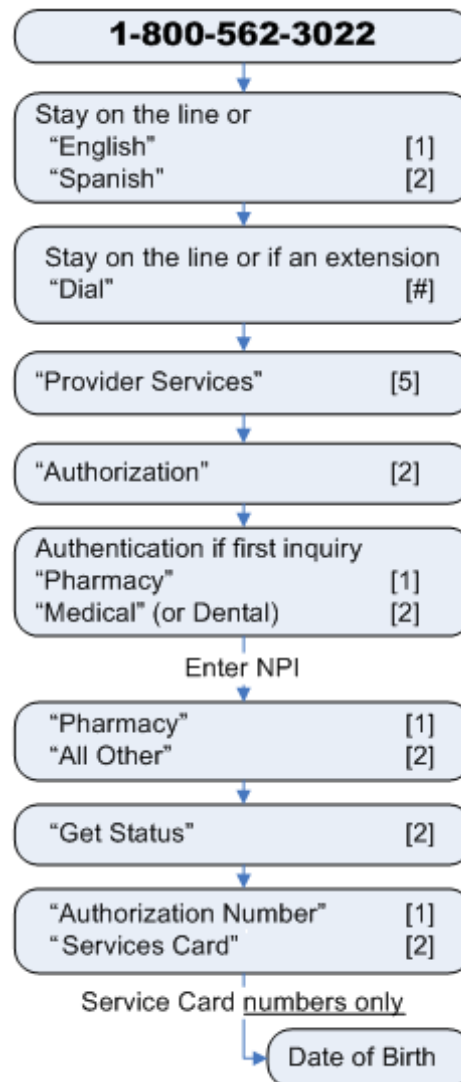 1-800-562-3022
Stay on the line or
“English” [1]
“Spanish” [2]
Stay on the line or if an extension
“Dial” [#]
“Provider Services” [5]
“Authorization” [2]
Authentication if first inquiry
“Pharmacy” [1]
“Medical” (or Dental) [2]
Enter NPI
“Pharmacy” [1]
“All Other” [2]
“Get Status” [2]
“Authorization Number” [1]
“Services Card” [2]
Service Card numbers only
Date of Birth